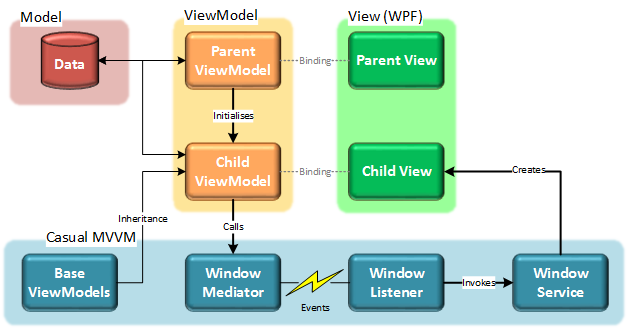 Model
ViewModel
View (WPF)
Data
Parent
ViewModel
Binding
Parent View
Initialises
Child
ViewModel
Binding
Child View
Creates
Inheritance
Calls
Casual MVVM
Base
ViewModels
Window
Mediator
Events
Window
Listener
Invokes
Window
Service